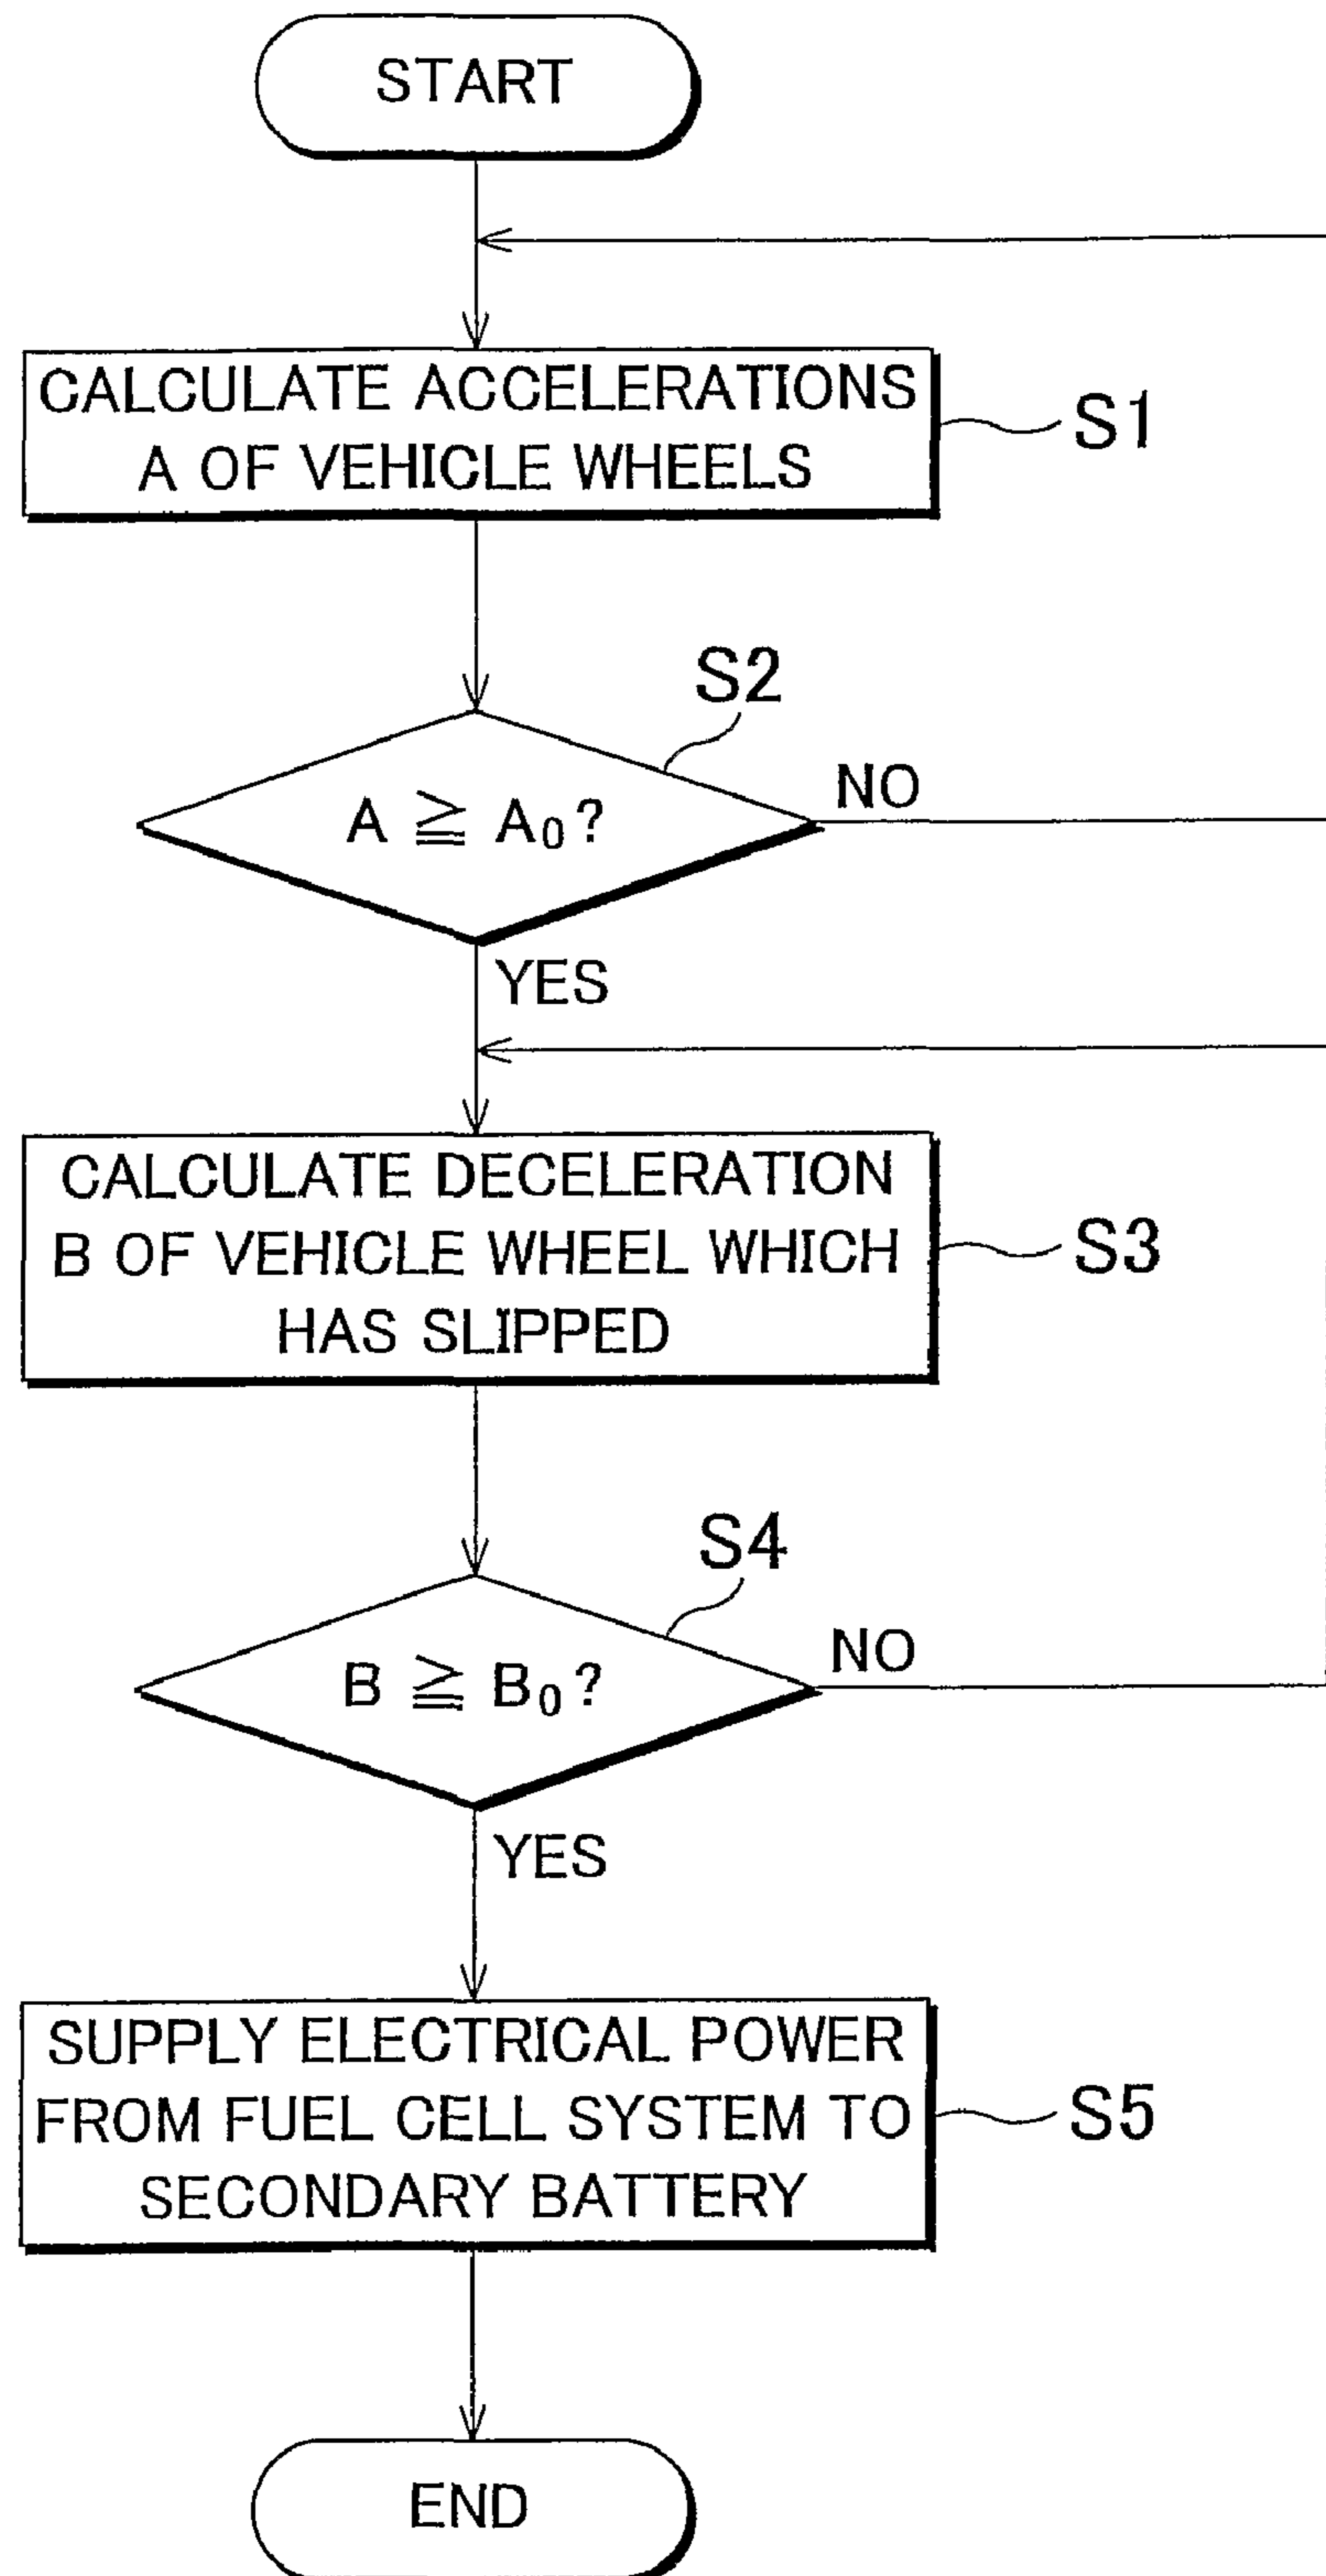 START
CALCULATE ACCELERATIONS
A OF VEHICLE WHEELS
S1
S2
A ≧ A₀?
NO
YES
CALCULATE DECELERATION
B OF VEHICLE WHEEL WHICH
HAS SLIPPED
S3
S4
B ≧ B₀?
NO
YES
SUPPLY ELECTRICAL POWER
FROM FUEL CELL SYSTEM TO
SECONDARY BATTERY
S5
END